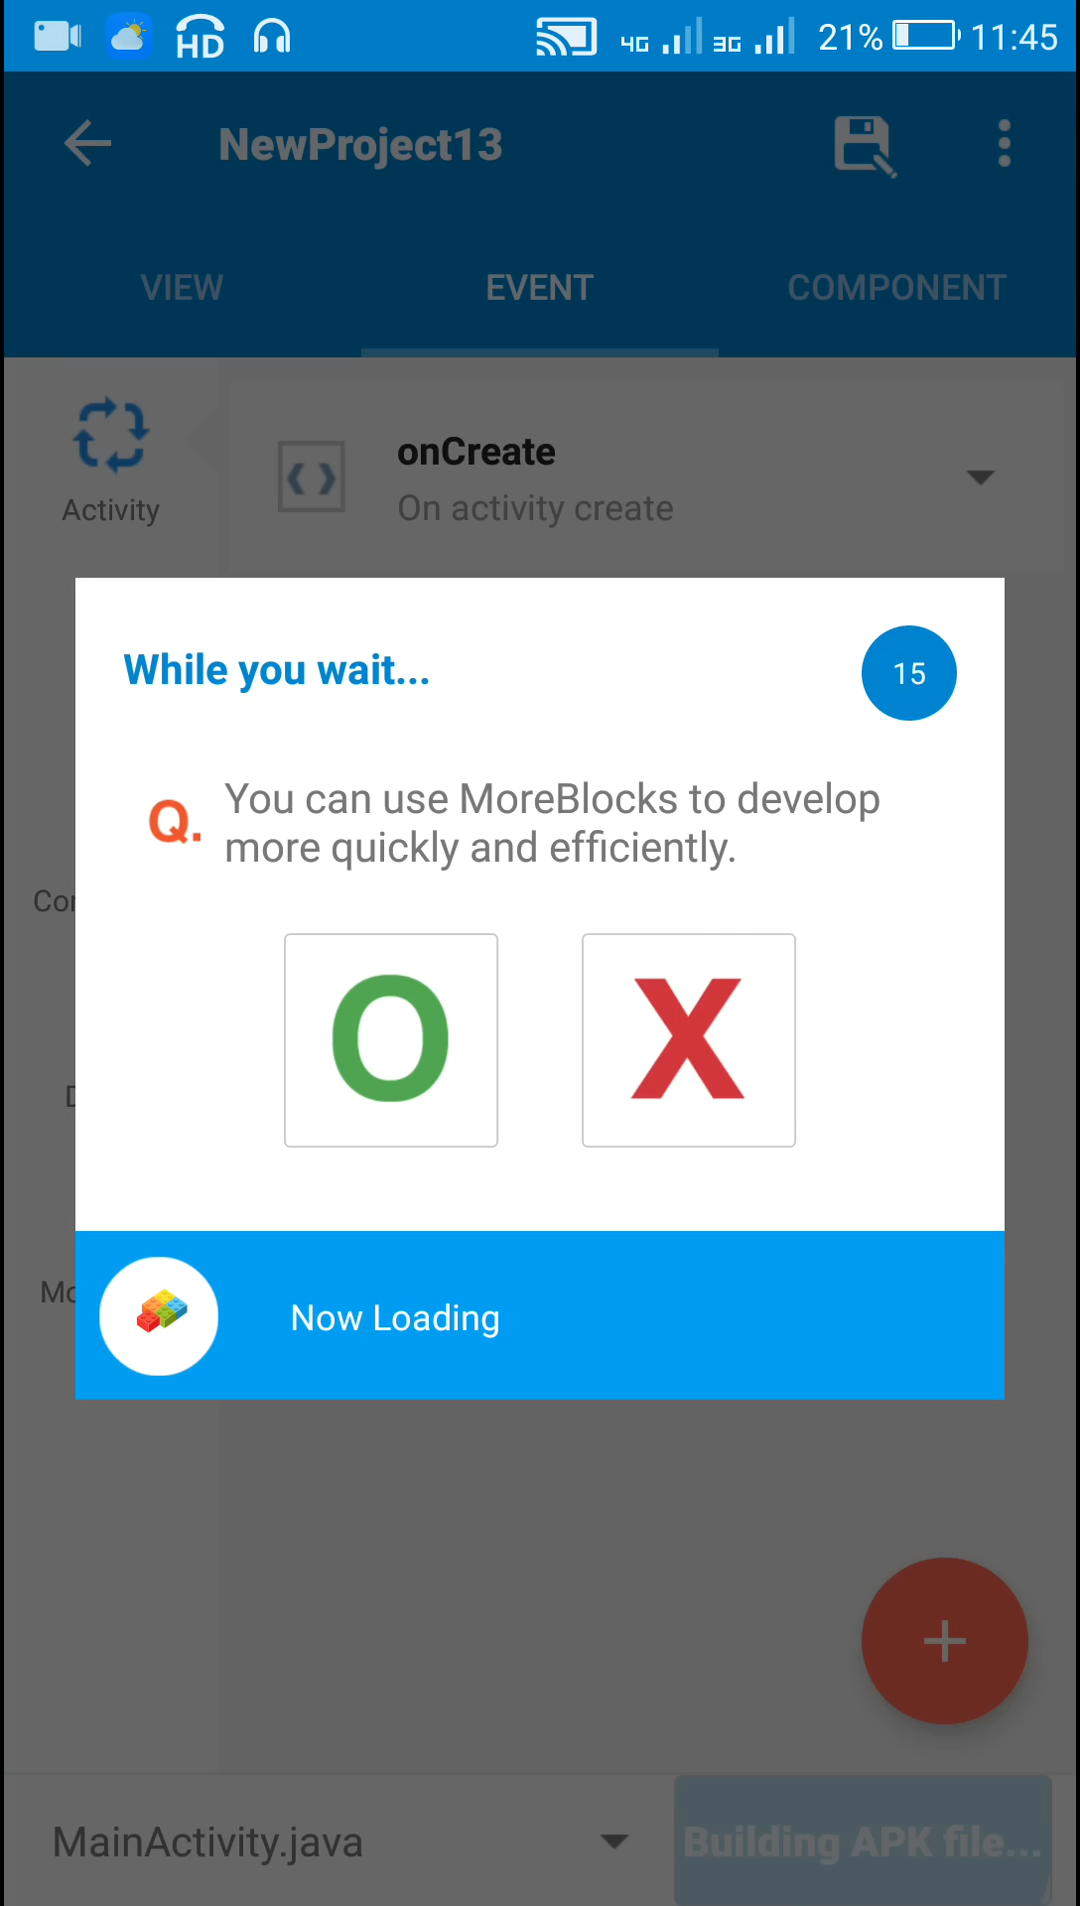 HD 4G 3G 21% 11:45
NewProject13
VIEW EVENT COMPONENT
onCreate
On activity create
Activity
While you wait...
15
Q. You can use MoreBlocks to develop
more quickly and efficiently.
O X
Now Loading
MainActivity.java
Building APK file...